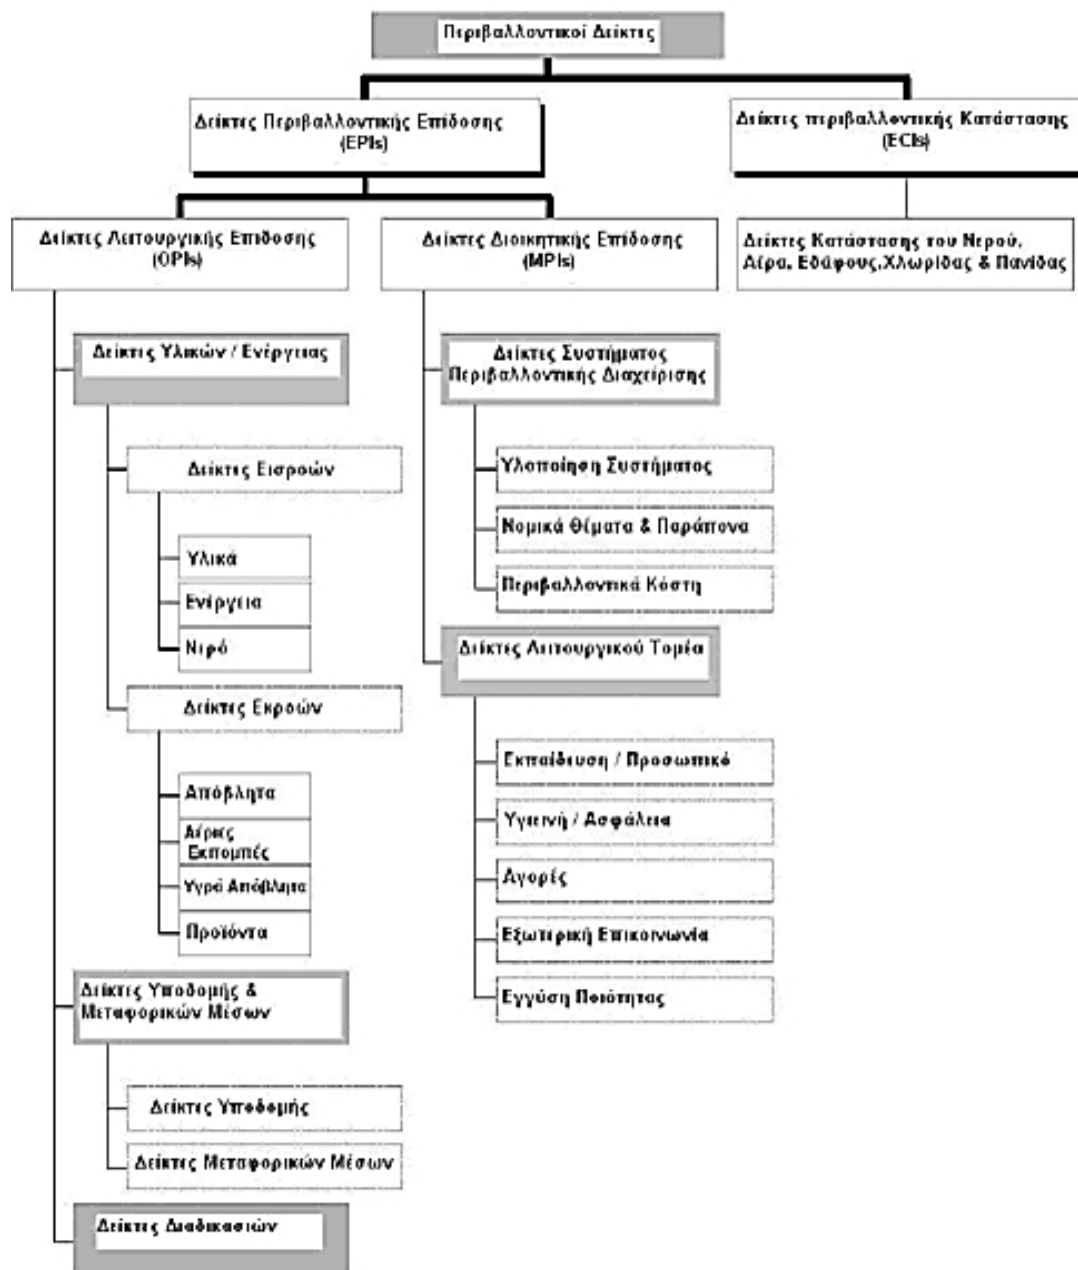 Περιβαλλοντικοί Δείκτες
Δείκτες Περιβαλλοντικής Επίδοσης
(EPIs)
Δείκτες περιβαλλοντικής Κατάστασης
(ECIs)
Δείκτες Λειτουργικής Επίδοσης
(OPIs)
Δείκτες Διοικητικής Επίδοσης
(MPIs)
Δείκτες Κατάστασης του Νερού,
Αέρα, Εδάφους,Χλωρίδας & Πανίδας
Δείκτες Υλικών / Ενέργειας
Δείκτες Εισροών
Υλικά
Ενέργεια
Νερό
Δείκτες Εκροών
Απόβλητα
Αέριες
Εκπομπές
Υγρά Απόβλητα
Προϊόντα
Δείκτες Υποδομής &
Μεταφορικών Μέσων
Δείκτες Υποδομής
Δείκτες Μεταφορικών Μέσων
Δείκτες Διαδικασιών
Δείκτες Συστήματος
Περιβαλλοντικής Διαχείρισης
Υλοποίηση Συστήματος
Νομικά Θέματα & Παράπονα
Περιβαλλοντικά Κόστη
Δείκτες Λειτουργικού Τομέα
Εκπαίδευση / Προσωπικό
Υγιεινή / Ασφάλεια
Αγορές
Εξωτερική Επικοινωνία
Εγγύση Ποιότητας